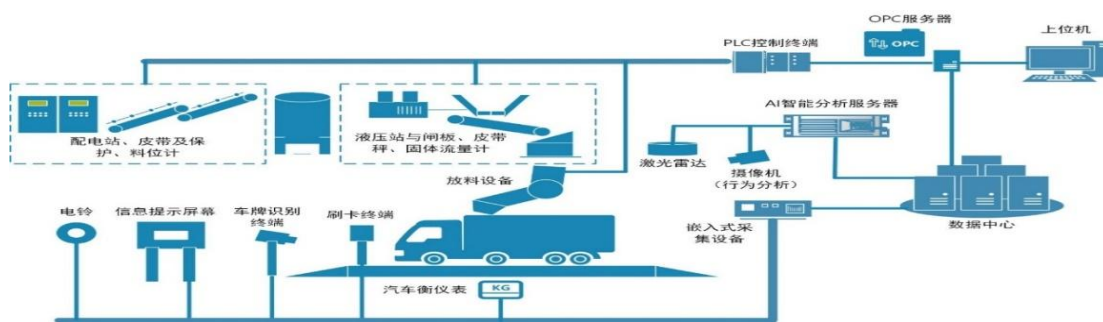 OPC服务器
PLC控制终端
上位机
OPC
AI智能分析服务器
配电站、皮带及保
护、料位计
液压站与闸板、皮带
秤、固体流量计
激光雷达
摄像机
(行为分析)
放料设备
电铃
信息提示屏幕
车牌识别
终端
刷卡终端
嵌入式采
集设备
数据中心
汽车衡仪表
KG